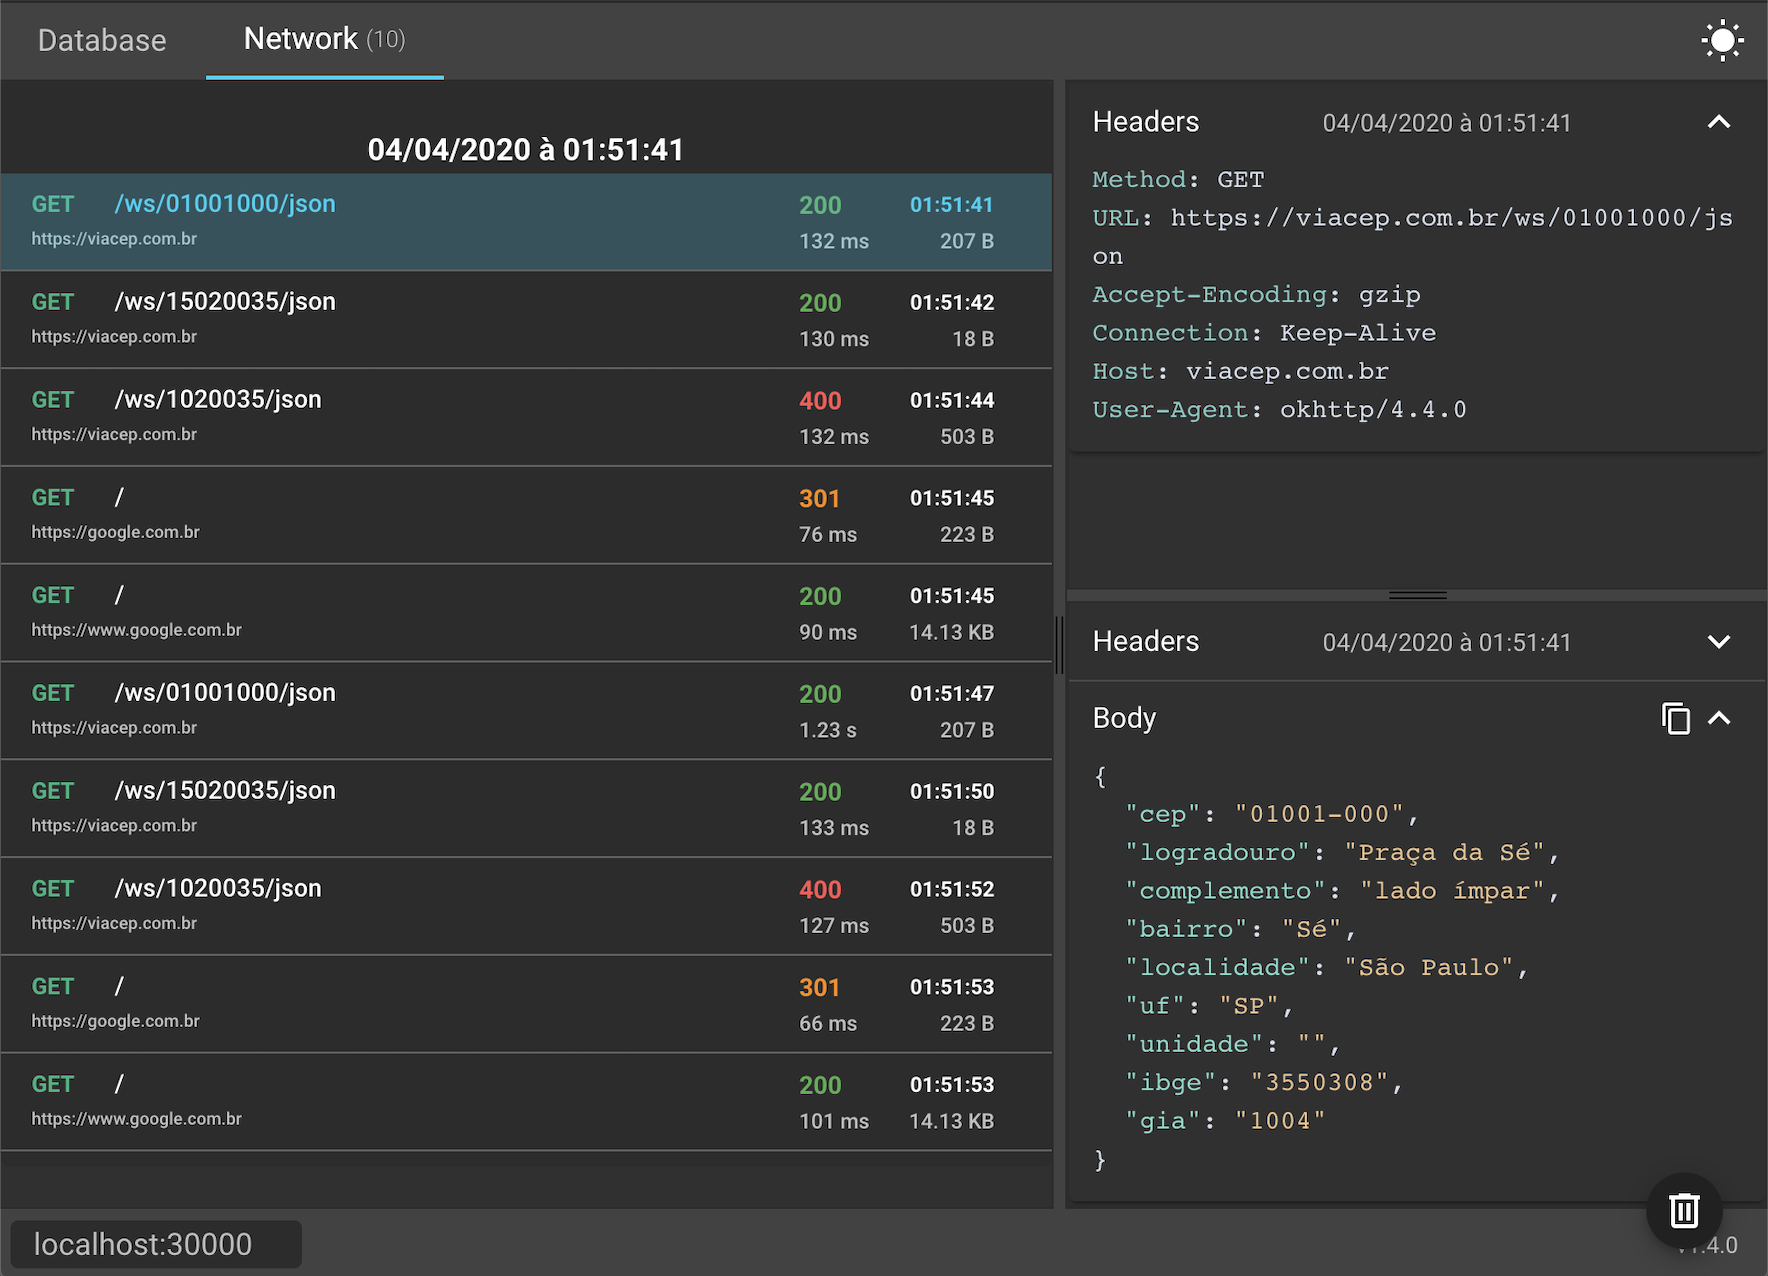 Database
Network (10)
04/04/2020 à 01:51:41
GET /ws/01001000/json 200 01:51:41
https://viacep.com.br 132 ms 207 B
GET /ws/15020035/json 200 01:51:42
https://viacep.com.br 130 ms 18 B
GET /ws/1020035/json 400 01:51:44
https://viacep.com.br 132 ms 503 B
GET / 301 01:51:45
https://google.com.br 76 ms 223 B
GET / 200 01:51:45
https://www.google.com.br 90 ms 14.13 KB
GET /ws/01001000/json 200 01:51:47
https://viacep.com.br 1.23 s 207 B
GET /ws/15020035/json 200 01:51:50
https://viacep.com.br 133 ms 18 B
GET /ws/1020035/json 400 01:51:52
https://viacep.com.br 127 ms 503 B
GET / 301 01:51:53
https://google.com.br 66 ms 223 B
GET / 200 01:51:53
https://www.google.com.br 101 ms 14.13 KB
Headers 04/04/2020 à 01:51:41
Method: GET
URL: https://viacep.com.br/ws/01001000/js
on
Accept-Encoding: gzip
Connection: Keep-Alive
Host: viacep.com.br
User-Agent: okhttp/4.4.0
Headers 04/04/2020 à 01:51:41
Body
{
"cep": "01001-000",
"logradouro": "Praça da Sé",
"complemento": "lado ímpar",
"bairro": "Sé",
"localidade": "São Paulo",
"uf": "SP",
"unidade": "",
"ibge": "3550308",
"gia": "1004"
}
localhost:30000
v1.4.0